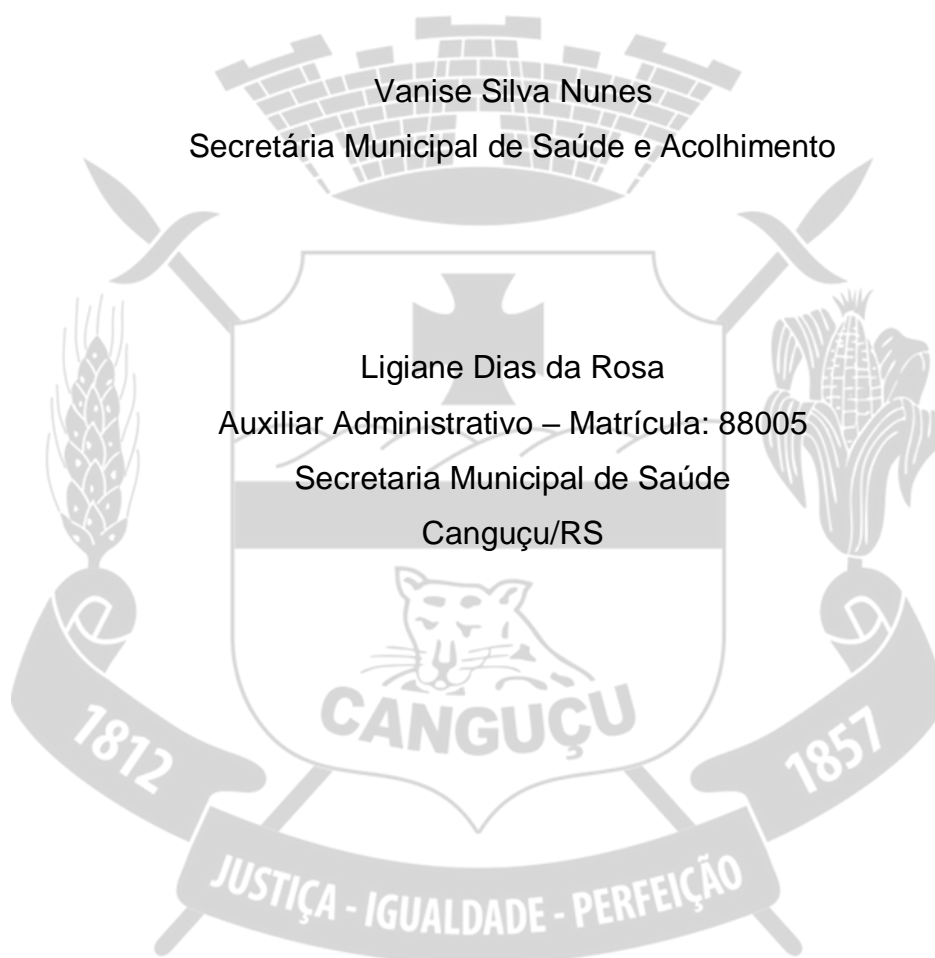 Vanise Silva Nunes
Secretária Municipal de Saúde e Acolhimento
Ligiane Dias da Rosa
Auxiliar Administrativo – Matrícula: 88005
Secretaria Municipal de Saúde
Canguçu/RS
CANGUÇU
1812
1857
JUSTIÇA - IGUALDADE - PERFEIÇÃO